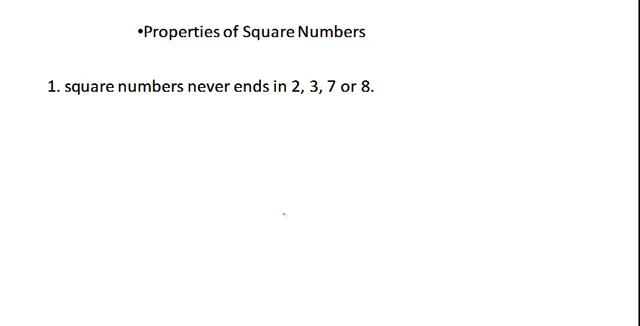 •Properties of Square Numbers
1. square numbers never ends in 2, 3, 7 or 8.